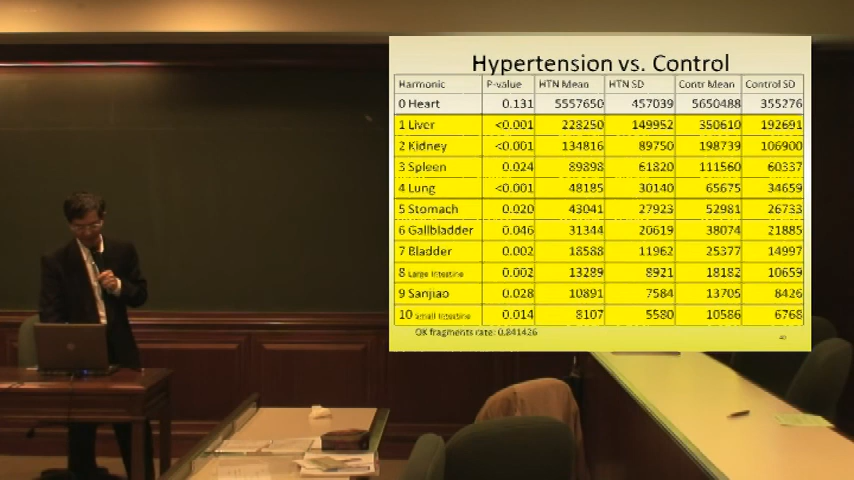 Hypertension vs. Control
Harmonic P-value HTN Mean HTN SD Contr Mean Control SD
0 Heart 0.131 5557650 457039 5650488 355276
1 Liver <0.001 228250 149952 350610 192691
2 Kidney <0.001 134816 89750 198739 106900
3 Spleen 0.024 89898 61820 111560 60337
4 Lung <0.001 48185 30140 65675 34659
5 Stomach 0.020 43041 27923 52981 26733
6 Gallbladder 0.046 31344 20619 38074 21885
7 Bladder 0.002 18588 11962 25377 14997
8 Large Intestine 0.002 13289 8921 18182 10659
9 Sanjiao 0.028 10891 7584 13705 8426
10 Small Intestine 0.014 8107 5580 10586 6768
OK fragments rate: 0.841426